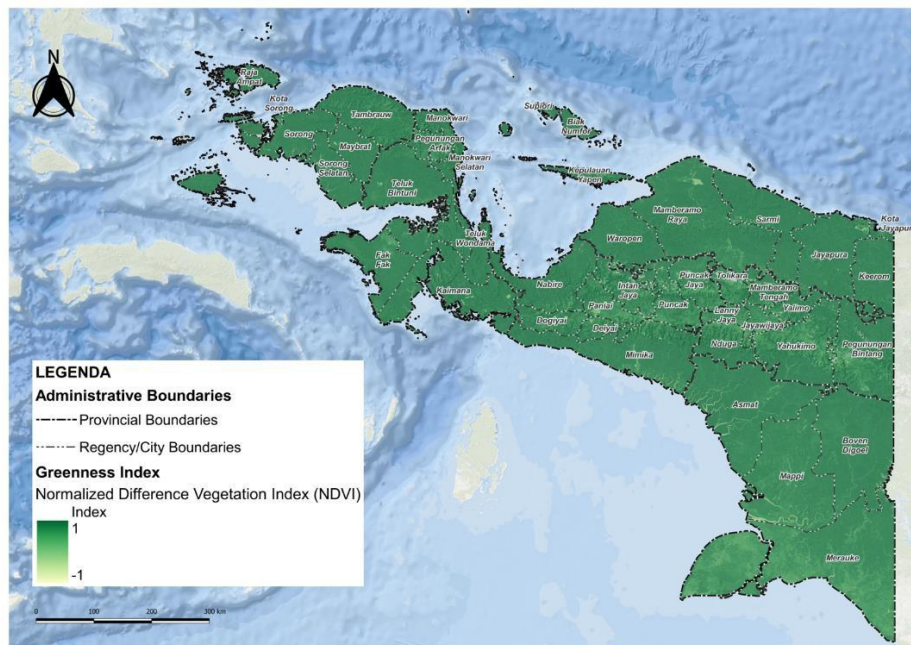 N
Raja
Ampat
Kota
Sorong
Tambrauw
Manokwari
Supiori
Biak
Numfor
Sorong
Maybrat
Pegunungan
Arfak
Manokwari
Selatan
Sorong
Selatan
Teluk
Bintuni
Kepulauan
Yapen
Mamberamo
Raya
Sarmi
Kota
Jayapura
Waropen
Jayapura
Keerom
Fak
Fak
Teluk
Wondama
Kaimana
Nabire
Paniai
Intan
Jaya
Puncak
Jaya
Tolikara
Puncak
Mamberamo
Tengah
Yalimo
Lanny
Jaya
Jayawijaya
Dogiyai
Deiyai
Nduga
Yahukimo
Pegunungan
Bintang
Mimika
Asmat
Boven
Digoel
Mappi
Merauke
LEGENDA
Administrative Boundaries
Provincial Boundaries
Regency/City Boundaries
Greenness Index
Normalized Difference Vegetation Index (NDVI)
Index
1
-1
0 100 200 300 km